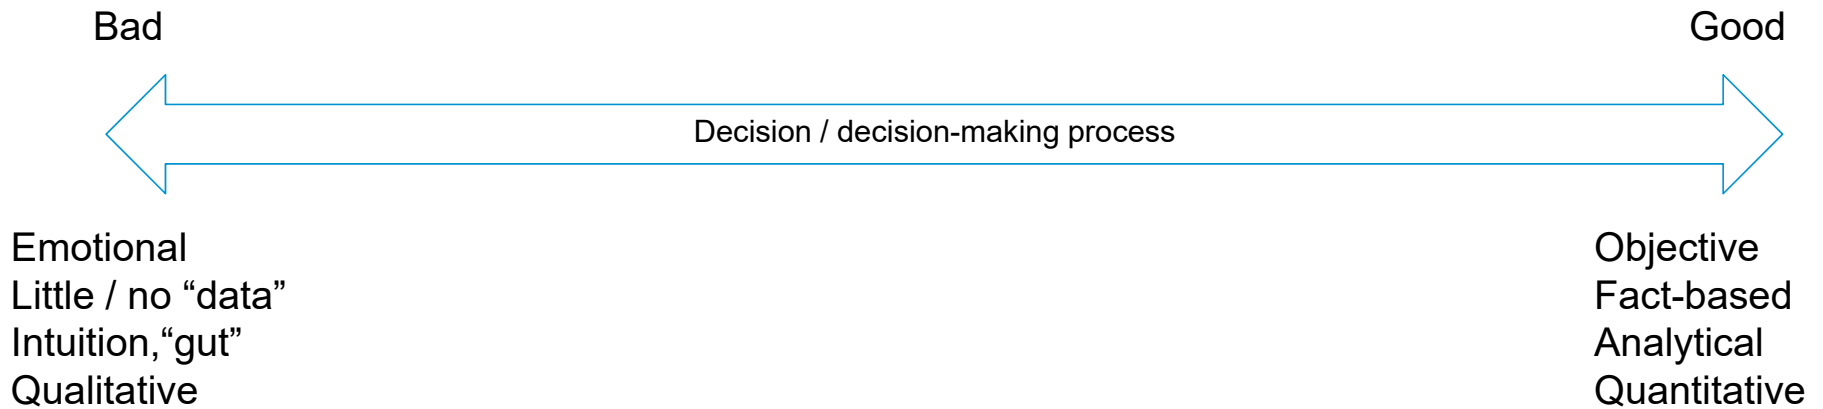 Bad
Good
Decision / decision-making process
Emotional
Little / no “data”
Intuition,“gut”
Qualitative
Objective
Fact-based
Analytical
Quantitative